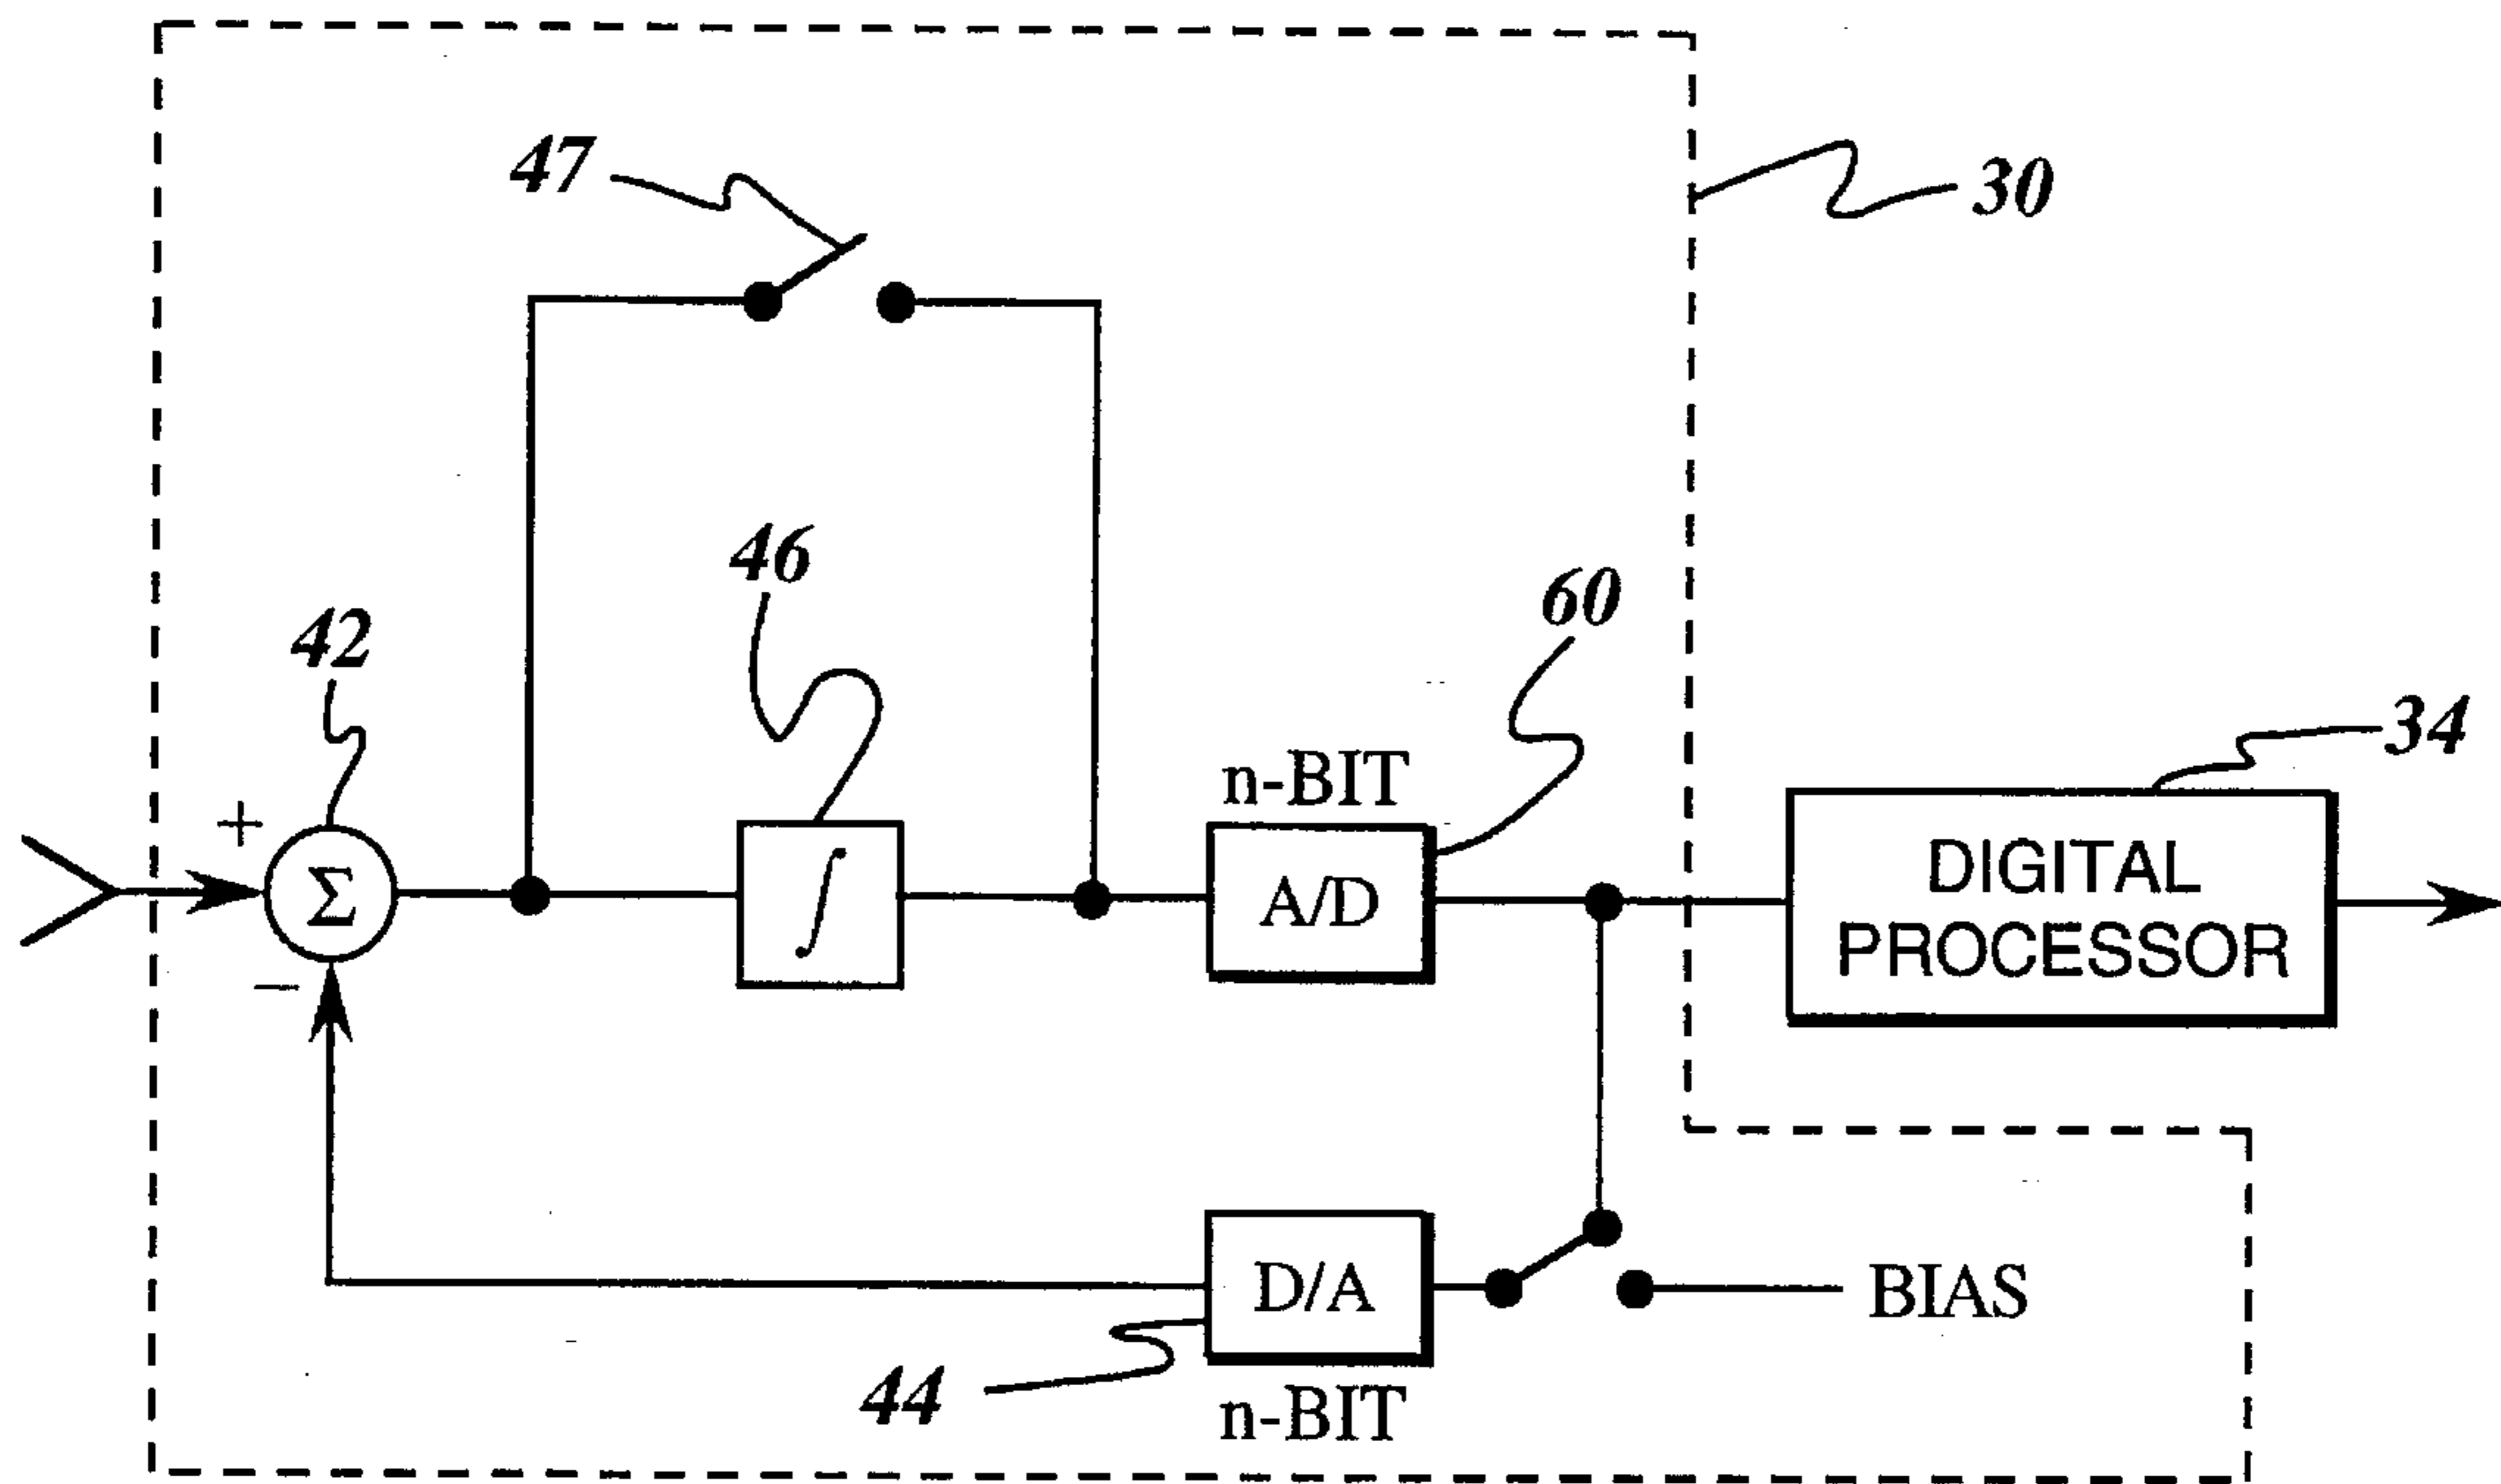 47
30
46
60
42
34
n-BIT
+
Σ
∫
A/D
DIGITAL
PROCESSOR
−
D/A
BIAS
44
n-BIT